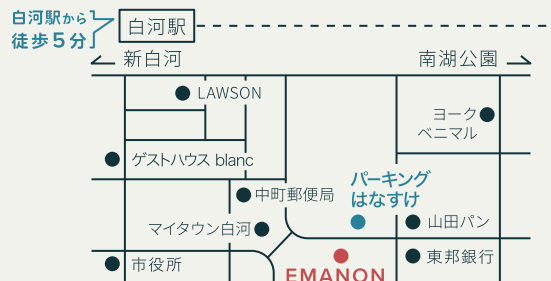 白河駅から
徒歩5分
白河駅
新白河
南湖公園
LAWSON
ヨーク
ベニマル
ゲストハウス blanc
パーキング
はなすけ
中町郵便局
マイタウン白河
山田パン
市役所
東邦銀行
EMANON